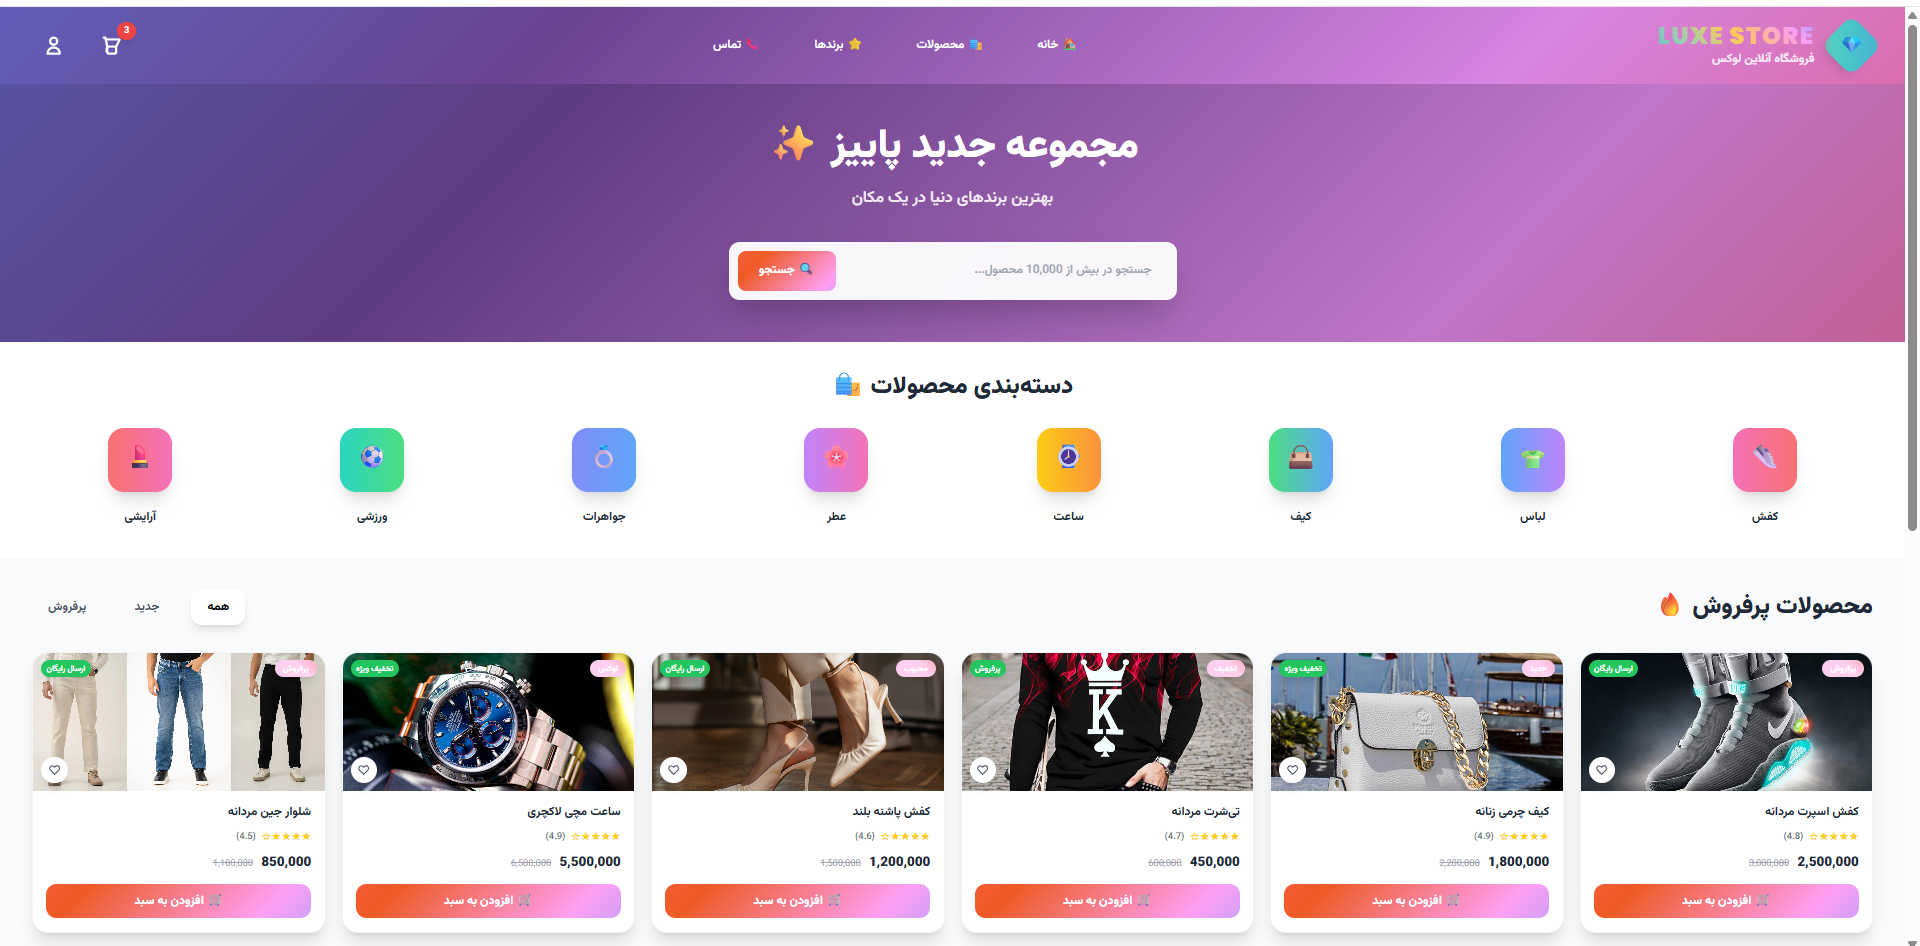 LUXE STORE
فروشگاه آنلاین لوکس
خانه
محصولات
برندها
تماس
3
مجموعه جدید پاییز
بهترین برندهای دنیا در یک مکان
جستجو در بیش از 10,000 محصول...
جستجو
دسته‌بندی محصولات
کفش
لباس
کیف
ساعت
عطر
جواهرات
ورزشی
آرایشی
محصولات پرفروش
همه
جدید
پرفروش
پرفروش
ارسال رایگان
کفش اسپرت مردانه
(4.8)
2,500,000 3,000,000
افزودن به سبد
جدید
تخفیف ویژه
کیف چرمی زنانه
(4.9)
1,800,000 2,200,000
افزودن به سبد
تخفیف
پرفروش
K
تی‌شرت مردانه
(4.7)
450,000 600,000
افزودن به سبد
محبوب
ارسال رایگان
کفش پاشنه بلند
(4.6)
1,200,000 1,500,000
افزودن به سبد
لوکس
تخفیف ویژه
ساعت مچی لاکچری
(4.9)
5,500,000 6,500,000
افزودن به سبد
پرفروش
ارسال رایگان
شلوار جین مردانه
(4.5)
850,000 1,100,000
افزودن به سبد